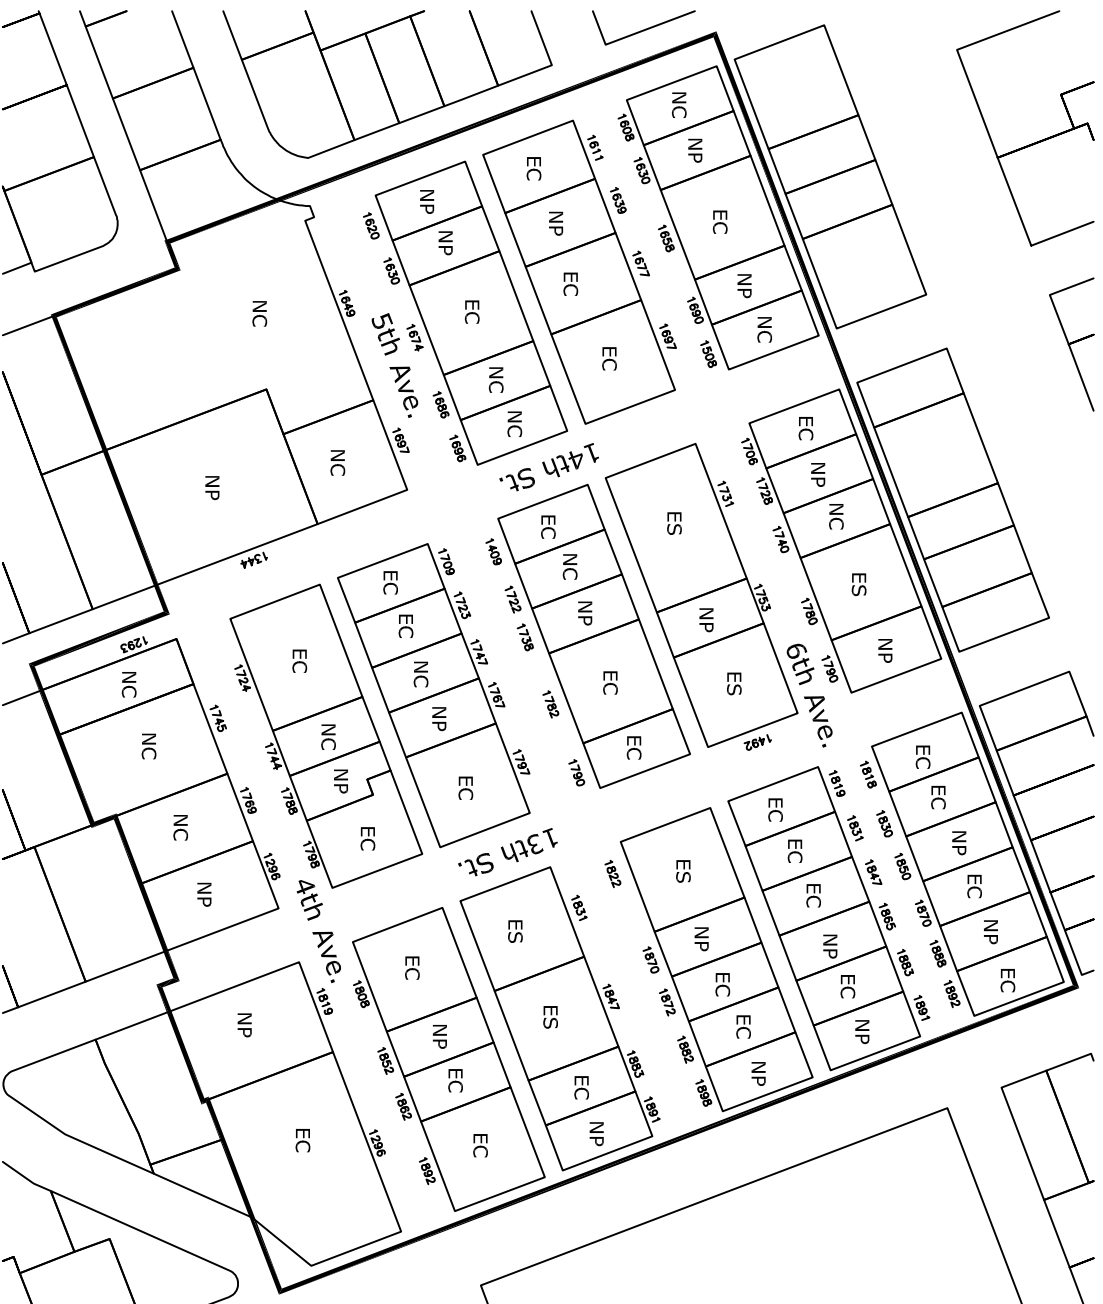 NC
NP
EC
NP
NC
1608
1630
1658
1690
1508
EC
NP
EC
EC
1611
1639
1677
1697
NP
NP
EC
NC
NC
1620
1630
1674
1686
1696
5th Ave.
NC
NC
NP
1649
1697
1344
14th St.
EC
NP
NC
ES
NP
1706
1728
1740
1780
1790
6th Ave.
ES
NP
ES
1731
1753
1492
EC
NC
NP
EC
EC
1409
1722
1738
1782
1790
EC
EC
NC
NP
EC
1709
1723
1747
1767
1797
EC
NC
NP
EC
1724
1744
1788
1798
1293
NC
NC
NC
NP
1745
1769
1296
4th Ave.
13th St.
EC
EC
NP
EC
NP
EC
1818
1830
1850
1870
1888
1892
EC
EC
EC
NP
EC
NP
1819
1831
1847
1865
1883
1891
ES
NP
EC
EC
NP
1822
1870
1872
1882
1898
ES
ES
EC
NP
1831
1847
1883
1891
EC
NP
EC
EC
1808
1852
1862
1892
NP
EC
1819
1296